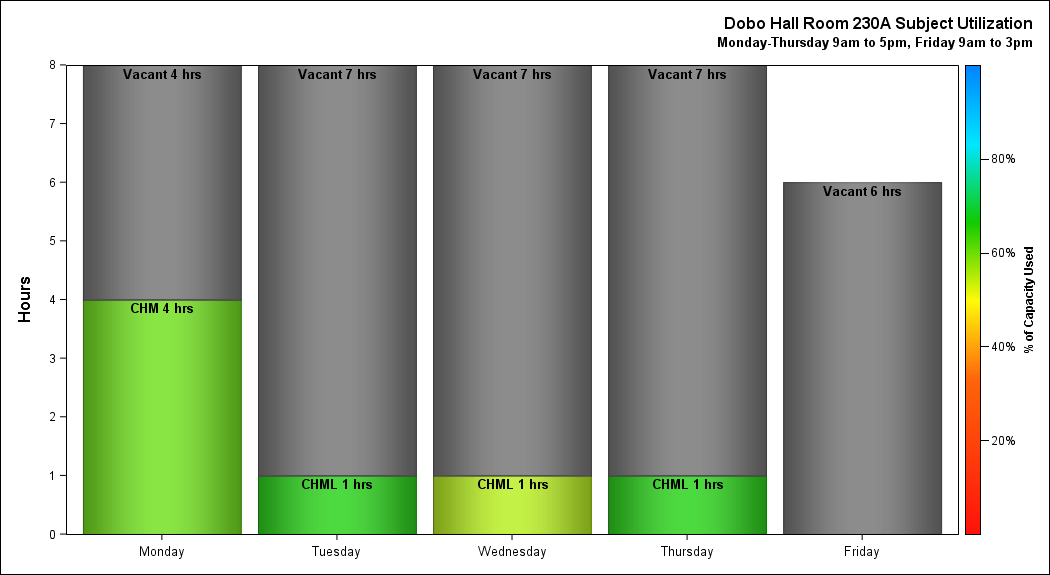 Dobo Hall Room 230A Subject Utilization
Monday-Thursday 9am to 5pm, Friday 9am to 3pm
Hours
8
7
6
5
4
3
2
1
0
Vacant 4 hrs
CHM 4 hrs
Vacant 7 hrs
CHML 1 hrs
Vacant 7 hrs
CHML 1 hrs
Vacant 7 hrs
CHML 1 hrs
Vacant 6 hrs
Monday
Tuesday
Wednesday
Thursday
Friday
80%
60%
40%
20%
% of Capacity Used